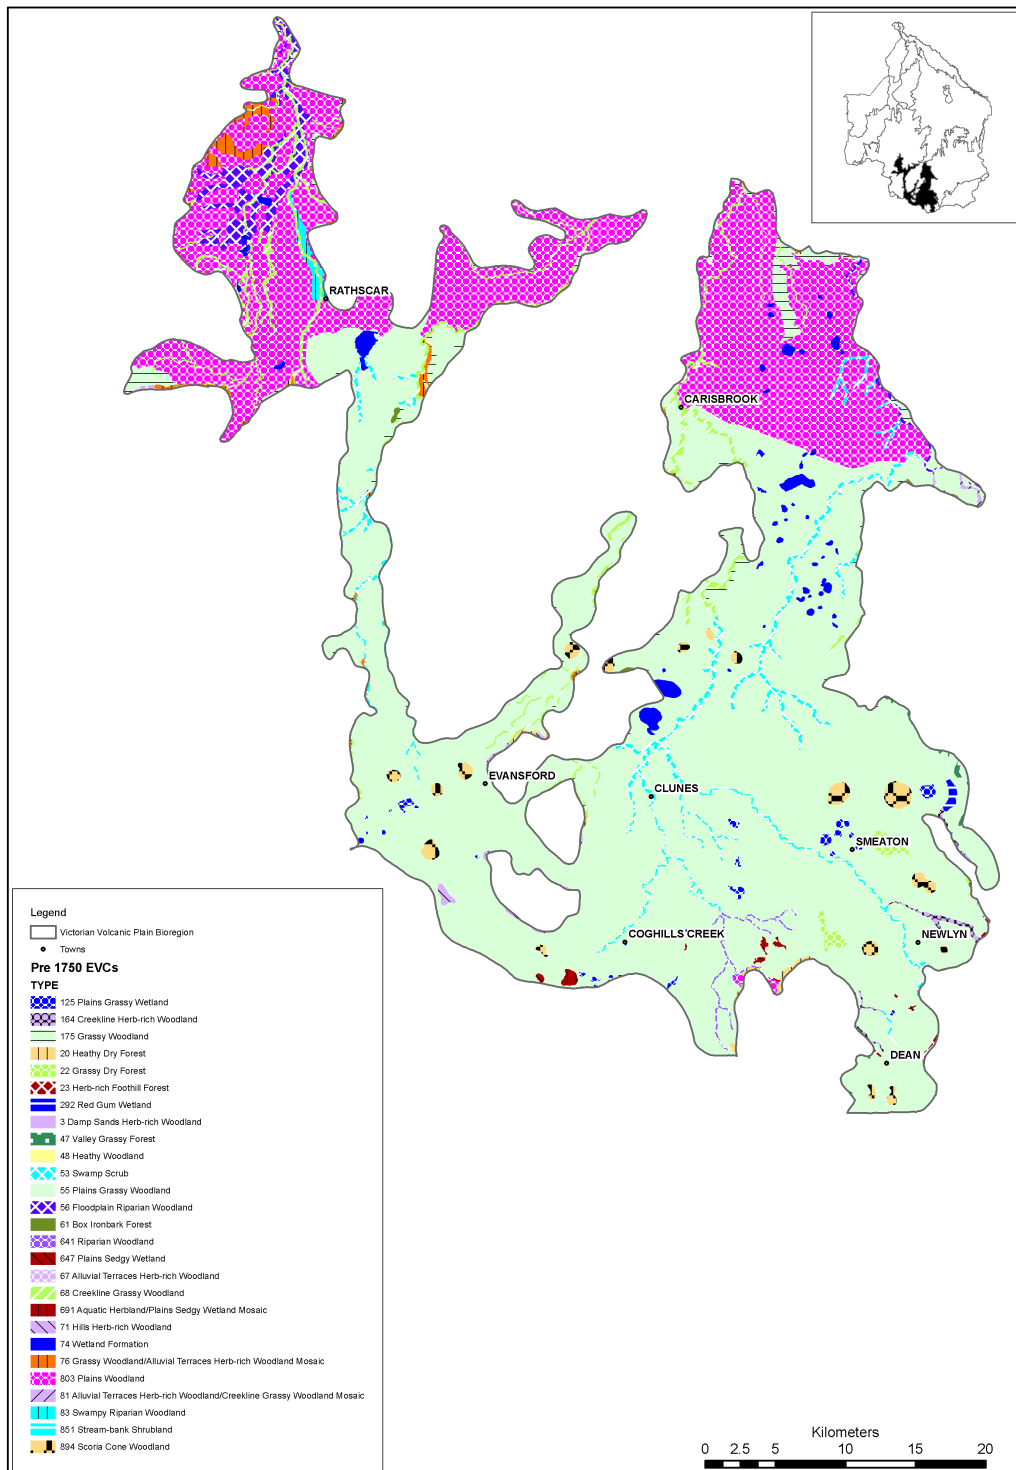 RATHSCAR
CARISBROOK
EVANSFORD
CLUNES
SMEATON
COGHILLS CREEK
NEWLYN
DEAN
Legend
Victorian Volcanic Plain Bioregion
Towns
Pre 1750 EVCs
TYPE
125 Plains Grassy Wetland
164 Creekline Herb-rich Woodland
175 Grassy Woodland
20 Heathy Dry Forest
22 Grassy Dry Forest
23 Herb-rich Foothill Forest
292 Red Gum Wetland
3 Damp Sands Herb-rich Woodland
47 Valley Grassy Forest
48 Heathy Woodland
53 Swamp Scrub
55 Plains Grassy Woodland
56 Floodplain Riparian Woodland
61 Box Ironbark Forest
641 Riparian Woodland
647 Plains Sedgy Wetland
67 Alluvial Terraces Herb-rich Woodland
68 Creekline Grassy Woodland
691 Aquatic Herbland/Plains Sedgy Wetland Mosaic
71 Hills Herb-rich Woodland
74 Wetland Formation
76 Grassy Woodland/Alluvial Terraces Herb-rich Woodland Mosaic
803 Plains Woodland
81 Alluvial Terraces Herb-rich Woodland/Creekline Grassy Woodland Mosaic
83 Swampy Riparian Woodland
851 Stream-bank Shrubland
894 Scoria Cone Woodland
Kilometers
0 2.5 5 10 15 20